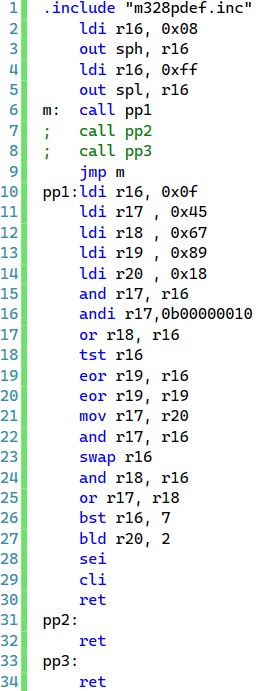 1 .include "m328pdef.inc"
2 ldi r16, 0x08
3 out sph, r16
4 ldi r16, 0xff
5 out spl, r16
6 m: call pp1
7 ; call pp2
8 ; call pp3
9 jmp m
10 pp1:ldi r16, 0x0f
11 ldi r17 , 0x45
12 ldi r18 , 0x67
13 ldi r19 , 0x89
14 ldi r20 , 0x18
15 and r17, r16
16 andi r17,0b00000010
17 or r18, r16
18 tst r16
19 eor r19, r16
20 eor r19, r19
21 mov r17, r20
22 and r17, r16
23 swap r16
24 and r18, r16
25 or r17, r18
26 bst r16, 7
27 bld r20, 2
28 sei
29 cli
30 ret
31 pp2:
32 ret
33 pp3:
34 ret